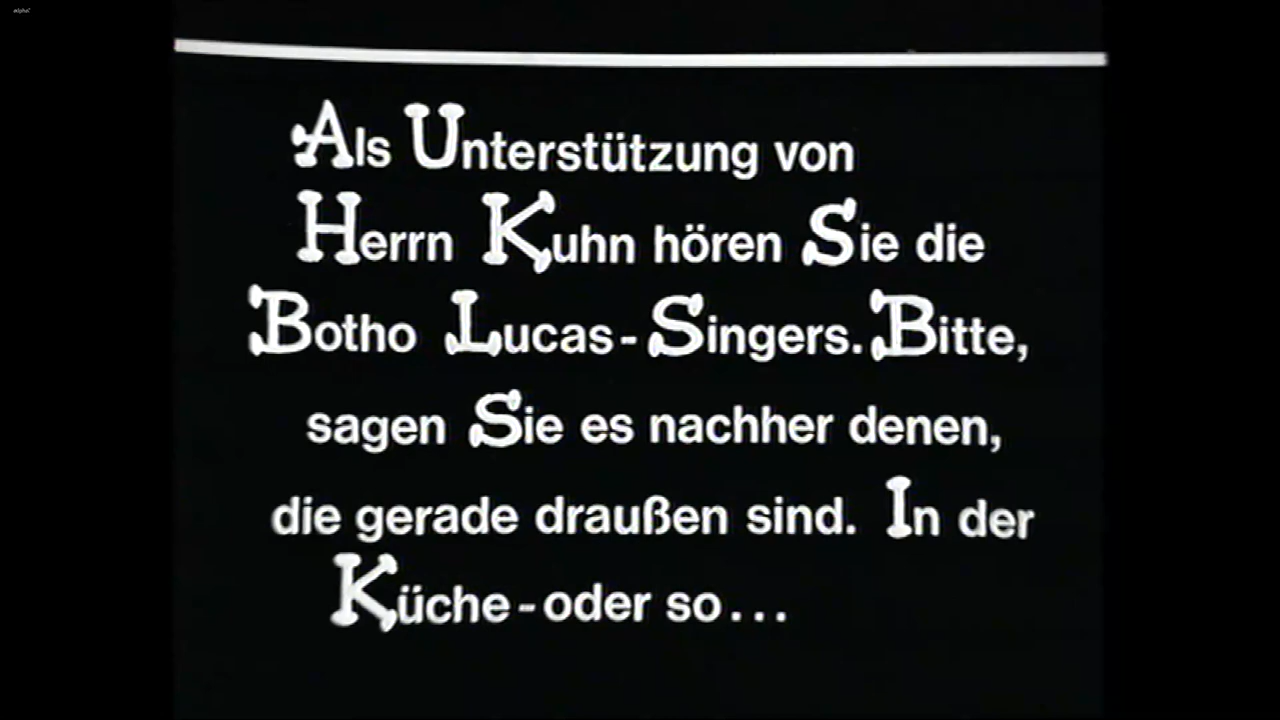 Als Unterstützung von
Herrn Kuhn hören Sie die
Botho Lucas-Singers. Bitte,
sagen Sie es nachher denen,
die gerade draußen sind. In der
Küche-oder so...